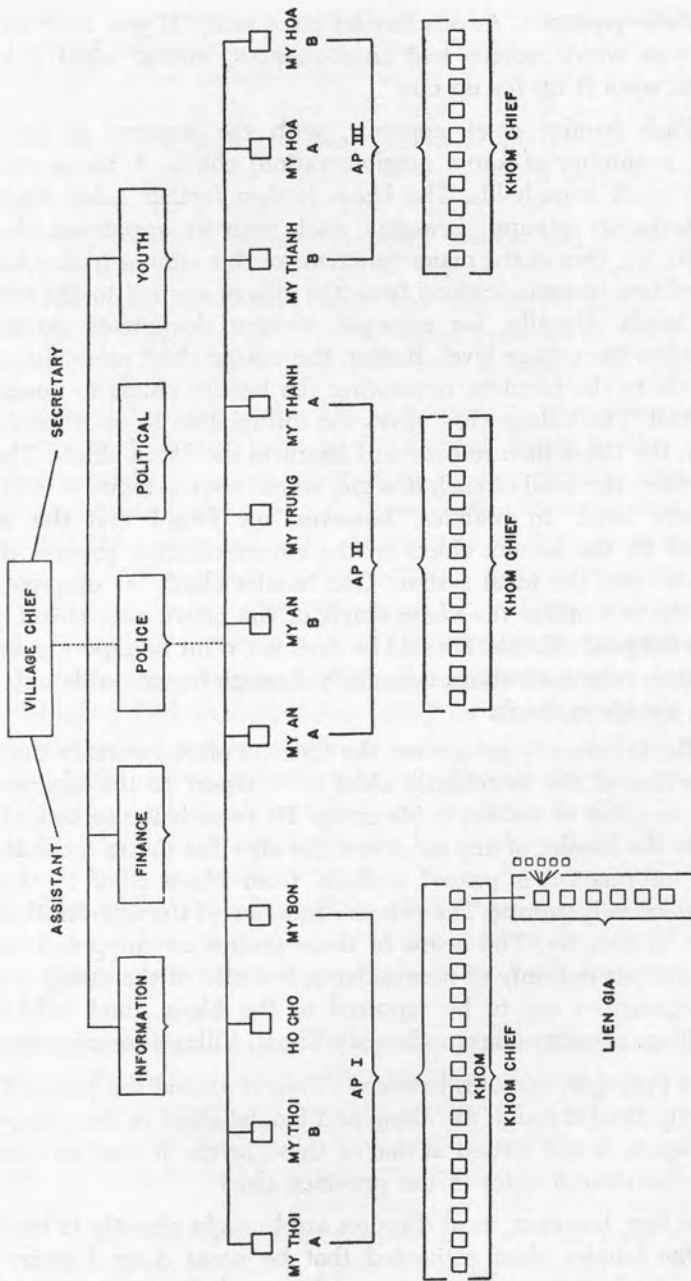 VILLAGE CHIEF
ASSISTANT SECRETARY
INFORMATION FINANCE POLICE POLITICAL YOUTH
MY THOI MY THOI HO CHO MY BON MY AN MY AN MY TRUNG MY THANH MY THANH MY HOA MY HOA
A B A B A B A B
AP I AP II AP III
KHOM
KHOM CHIEF KHOM CHIEF KHOM CHIEF
LIEN GIA